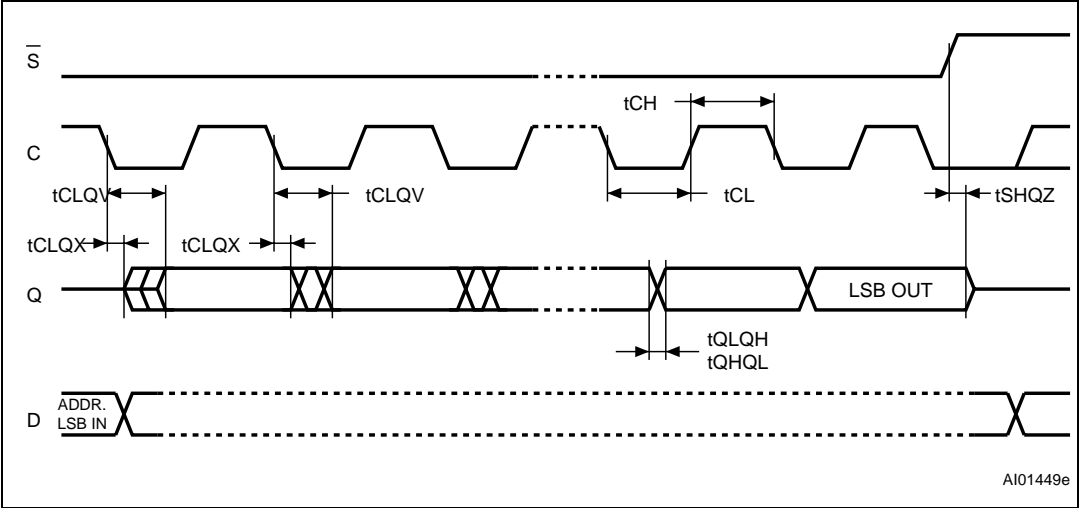 S
tCH
C
tCLQV
tCLQV
tCL
tSHQZ
tCLQX
tCLQX
Q
LSB OUT
tQLQH
tQHQL
D
ADDR.
LSB IN
AI01449e